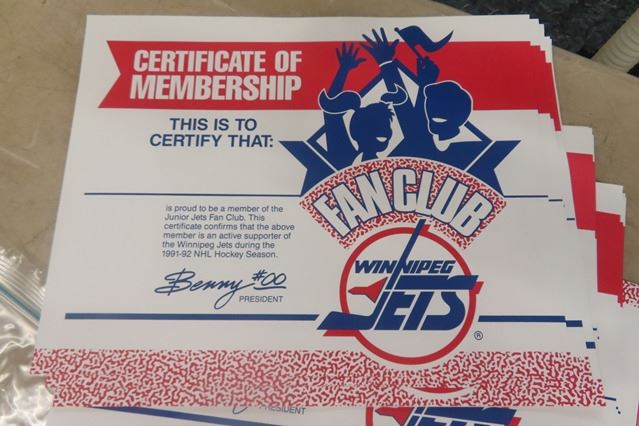 CERTIFICATE OF
MEMBERSHIP
THIS IS TO
CERTIFY THAT:
FAN CLUB
is proud to be a member of the
Junior Jets Fan Club. This
certificate confirms that the above
member is an active supporter of
the Winnipeg Jets during the
1991-92 NHL Hockey Season.
Benny #00
PRESIDENT
WINNIPEG
JETS
®
PRESIDENT
WINNIPEG